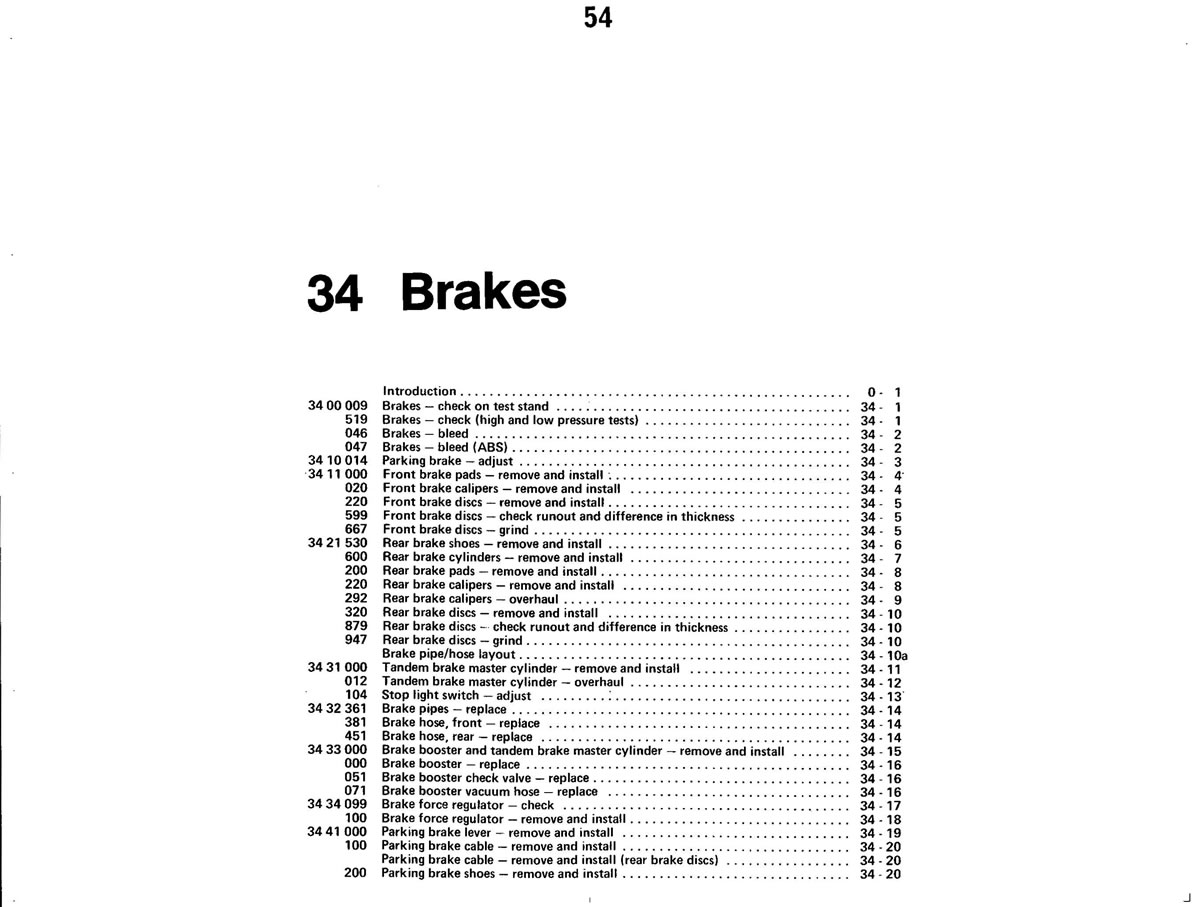 54
34 Brakes
Introduction . . . . . . . . . . 0 - 1
34 00 009 Brakes — check on test stand . . . . . . . . . . 34 - 1
519 Brakes — check (high and low pressure tests) . . . . . . . . . . 34 - 1
046 Brakes — bleed . . . . . . . . . . 34 - 2
047 Brakes — bleed (ABS) . . . . . . . . . . 34 - 2
34 10 014 Parking brake — adjust . . . . . . . . . . 34 - 3
34 11 000 Front brake pads — remove and install . . . . . . . . . . 34 - 4
020 Front brake calipers — remove and install . . . . . . . . . . 34 - 4
220 Front brake discs — remove and install . . . . . . . . . . 34 - 5
599 Front brake discs — check runout and difference in thickness . . . . . . . . . . 34 - 5
667 Front brake discs — grind . . . . . . . . . . 34 - 5
34 21 530 Rear brake shoes — remove and install . . . . . . . . . . 34 - 6
600 Rear brake cylinders — remove and install . . . . . . . . . . 34 - 7
200 Rear brake pads — remove and install . . . . . . . . . . 34 - 8
220 Rear brake calipers — remove and install . . . . . . . . . . 34 - 8
292 Rear brake calipers — overhaul . . . . . . . . . . 34 - 9
320 Rear brake discs — remove and install . . . . . . . . . . 34 - 10
879 Rear brake discs — check runout and difference in thickness . . . . . . . . . . 34 - 10
947 Rear brake discs — grind . . . . . . . . . . 34 - 10
Brake pipe/hose layout . . . . . . . . . . 34 - 10a
34 31 000 Tandem brake master cylinder — remove and install . . . . . . . . . . 34 - 11
012 Tandem brake master cylinder — overhaul . . . . . . . . . . 34 - 12
104 Stop light switch — adjust . . . . . . . . . . 34 - 13
34 32 361 Brake pipes — replace . . . . . . . . . . 34 - 14
381 Brake hose, front — replace . . . . . . . . . . 34 - 14
451 Brake hose, rear — replace . . . . . . . . . . 34 - 14
34 33 000 Brake booster and tandem brake master cylinder — remove and install . . . . . . . . 34 - 15
000 Brake booster — replace . . . . . . . . . . 34 - 16
051 Brake booster check valve — replace . . . . . . . . . . 34 - 16
071 Brake booster vacuum hose — replace . . . . . . . . . . 34 - 16
34 34 099 Brake force regulator — check . . . . . . . . . . 34 - 17
100 Brake force regulator — remove and install . . . . . . . . . . 34 - 18
34 41 000 Parking brake lever — remove and install . . . . . . . . . . 34 - 19
100 Parking brake cable — remove and install . . . . . . . . . . 34 - 20
Parking brake cable — remove and install (rear brake discs) . . . . . . . . . . 34 - 20
200 Parking brake shoes — remove and install . . . . . . . . . . 34 - 20